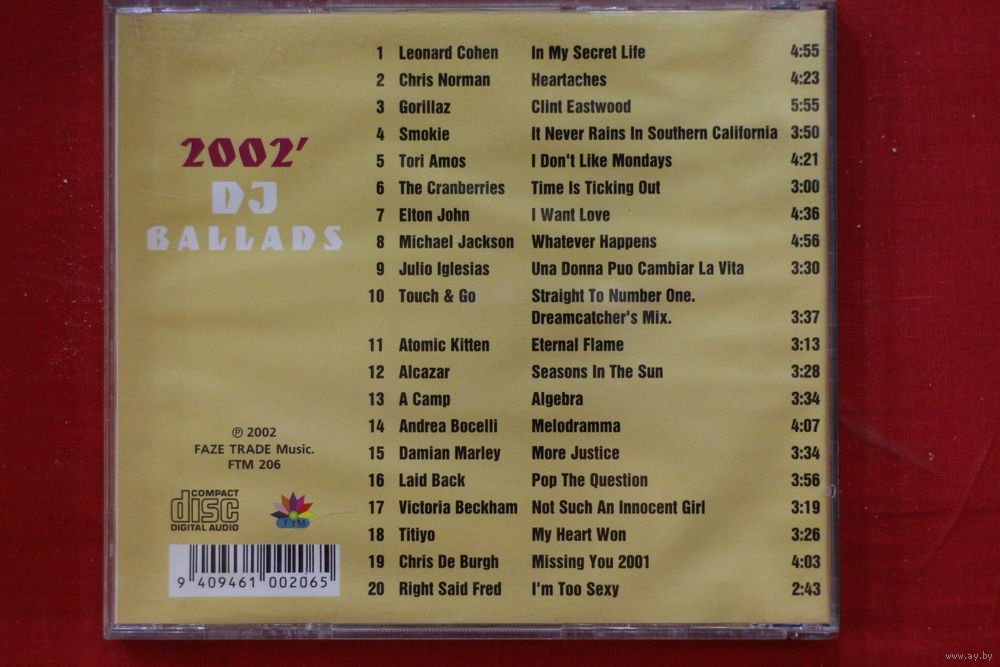 2002'
DJ
BALLADS
1 Leonard Cohen In My Secret Life 4:55
2 Chris Norman Heartaches 4:23
3 Gorillaz Clint Eastwood 5:55
4 Smokie It Never Rains In Southern California 3:50
5 Tori Amos I Don't Like Mondays 4:21
6 The Cranberries Time Is Ticking Out 3:00
7 Elton John I Want Love 4:36
8 Michael Jackson Whatever Happens 4:56
9 Julio Iglesias Una Donna Puo Cambiar La Vita 3:30
10 Touch & Go Straight To Number One.
Dreamcatcher's Mix. 3:37
11 Atomic Kitten Eternal Flame 3:13
12 Alcazar Seasons In The Sun 3:28
13 A Camp Algebra 3:34
14 Andrea Bocelli Melodramma 4:07
15 Damian Marley More Justice 3:34
16 Laid Back Pop The Question 3:56
17 Victoria Beckham Not Such An Innocent Girl 3:19
18 Titiyo My Heart Won 3:26
19 Chris De Burgh Missing You 2001 4:03
20 Right Said Fred I'm Too Sexy 2:43
℗ 2002
FAZE TRADE Music.
FTM 206
COMPACT
disc
DIGITAL AUDIO
FTM
9 409461 002065
www.ay.by